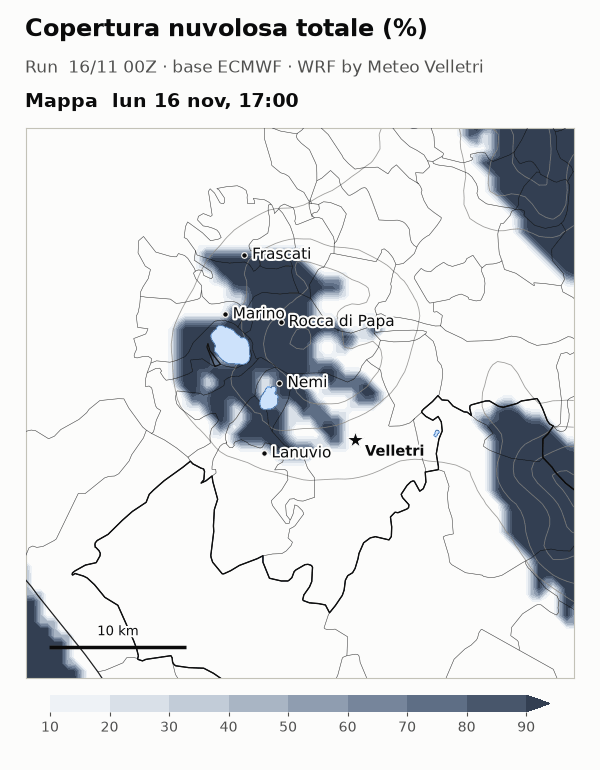 Copertura nuvolosa totale (%)
Run  16/11 00Z · base ECMWF · WRF by Meteo Velletri
Mappa  lun 16 nov, 17:00
Frascati
Marino
Rocca di Papa
Nemi
Velletri
Lanuvio
10 km
10 20 30 40 50 60 70 80 90